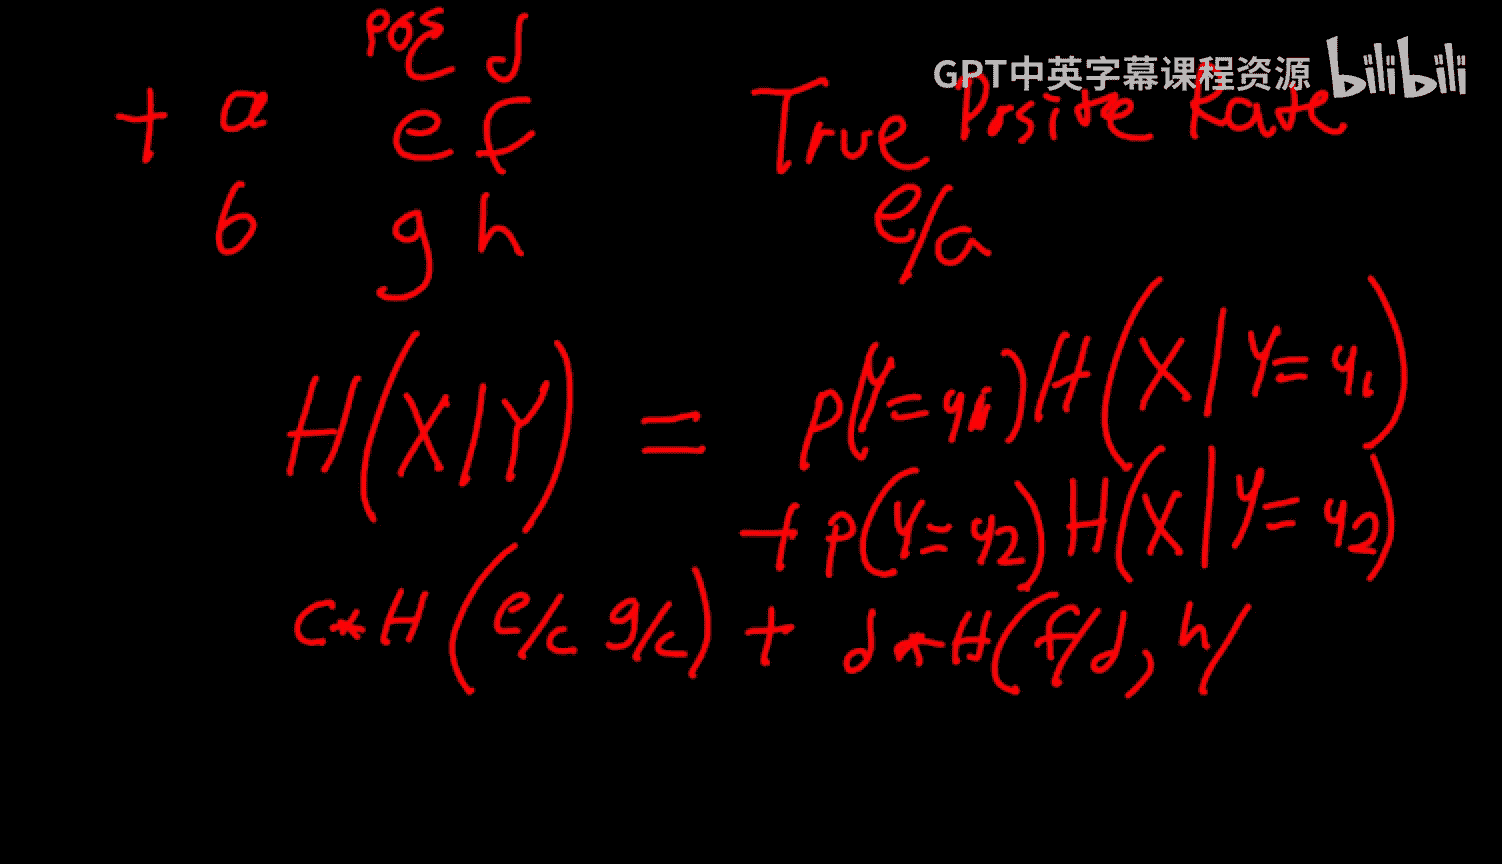 pos c d
GPT中英字幕课程资源 bilibili
+ a e f True Posite Rate
b g h e/a
H(X|Y) = p(Y=y1)H(X|Y=y1)
+ p(Y=y2)H(X|Y=y2)
c*H(e/c g/c) + d*H(f/d, h/